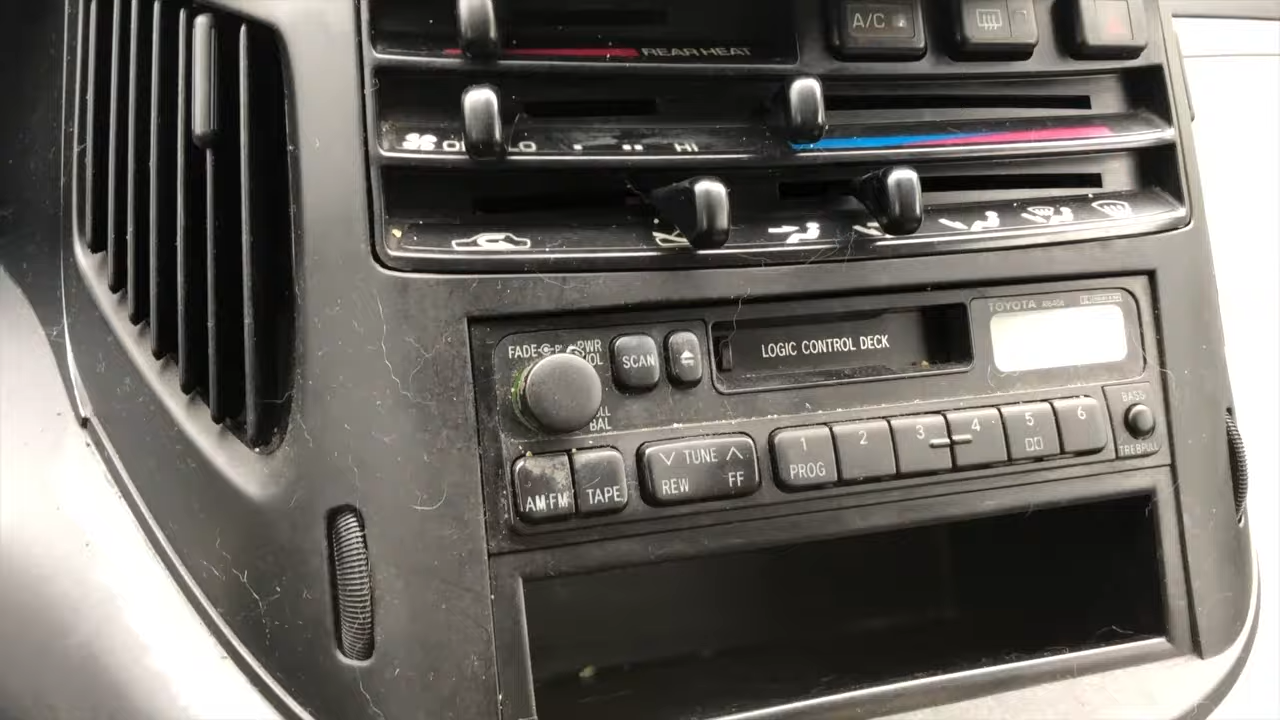 A/C
REAR HEAT
HI
TOYOTA
FADE
PWR
VOL
SCAN
LOGIC CONTROL DECK
BAL
BASS
1 2 3 4 5 6
TUNE
PROG
AM·FM TAPE REW FF
TREB PULL